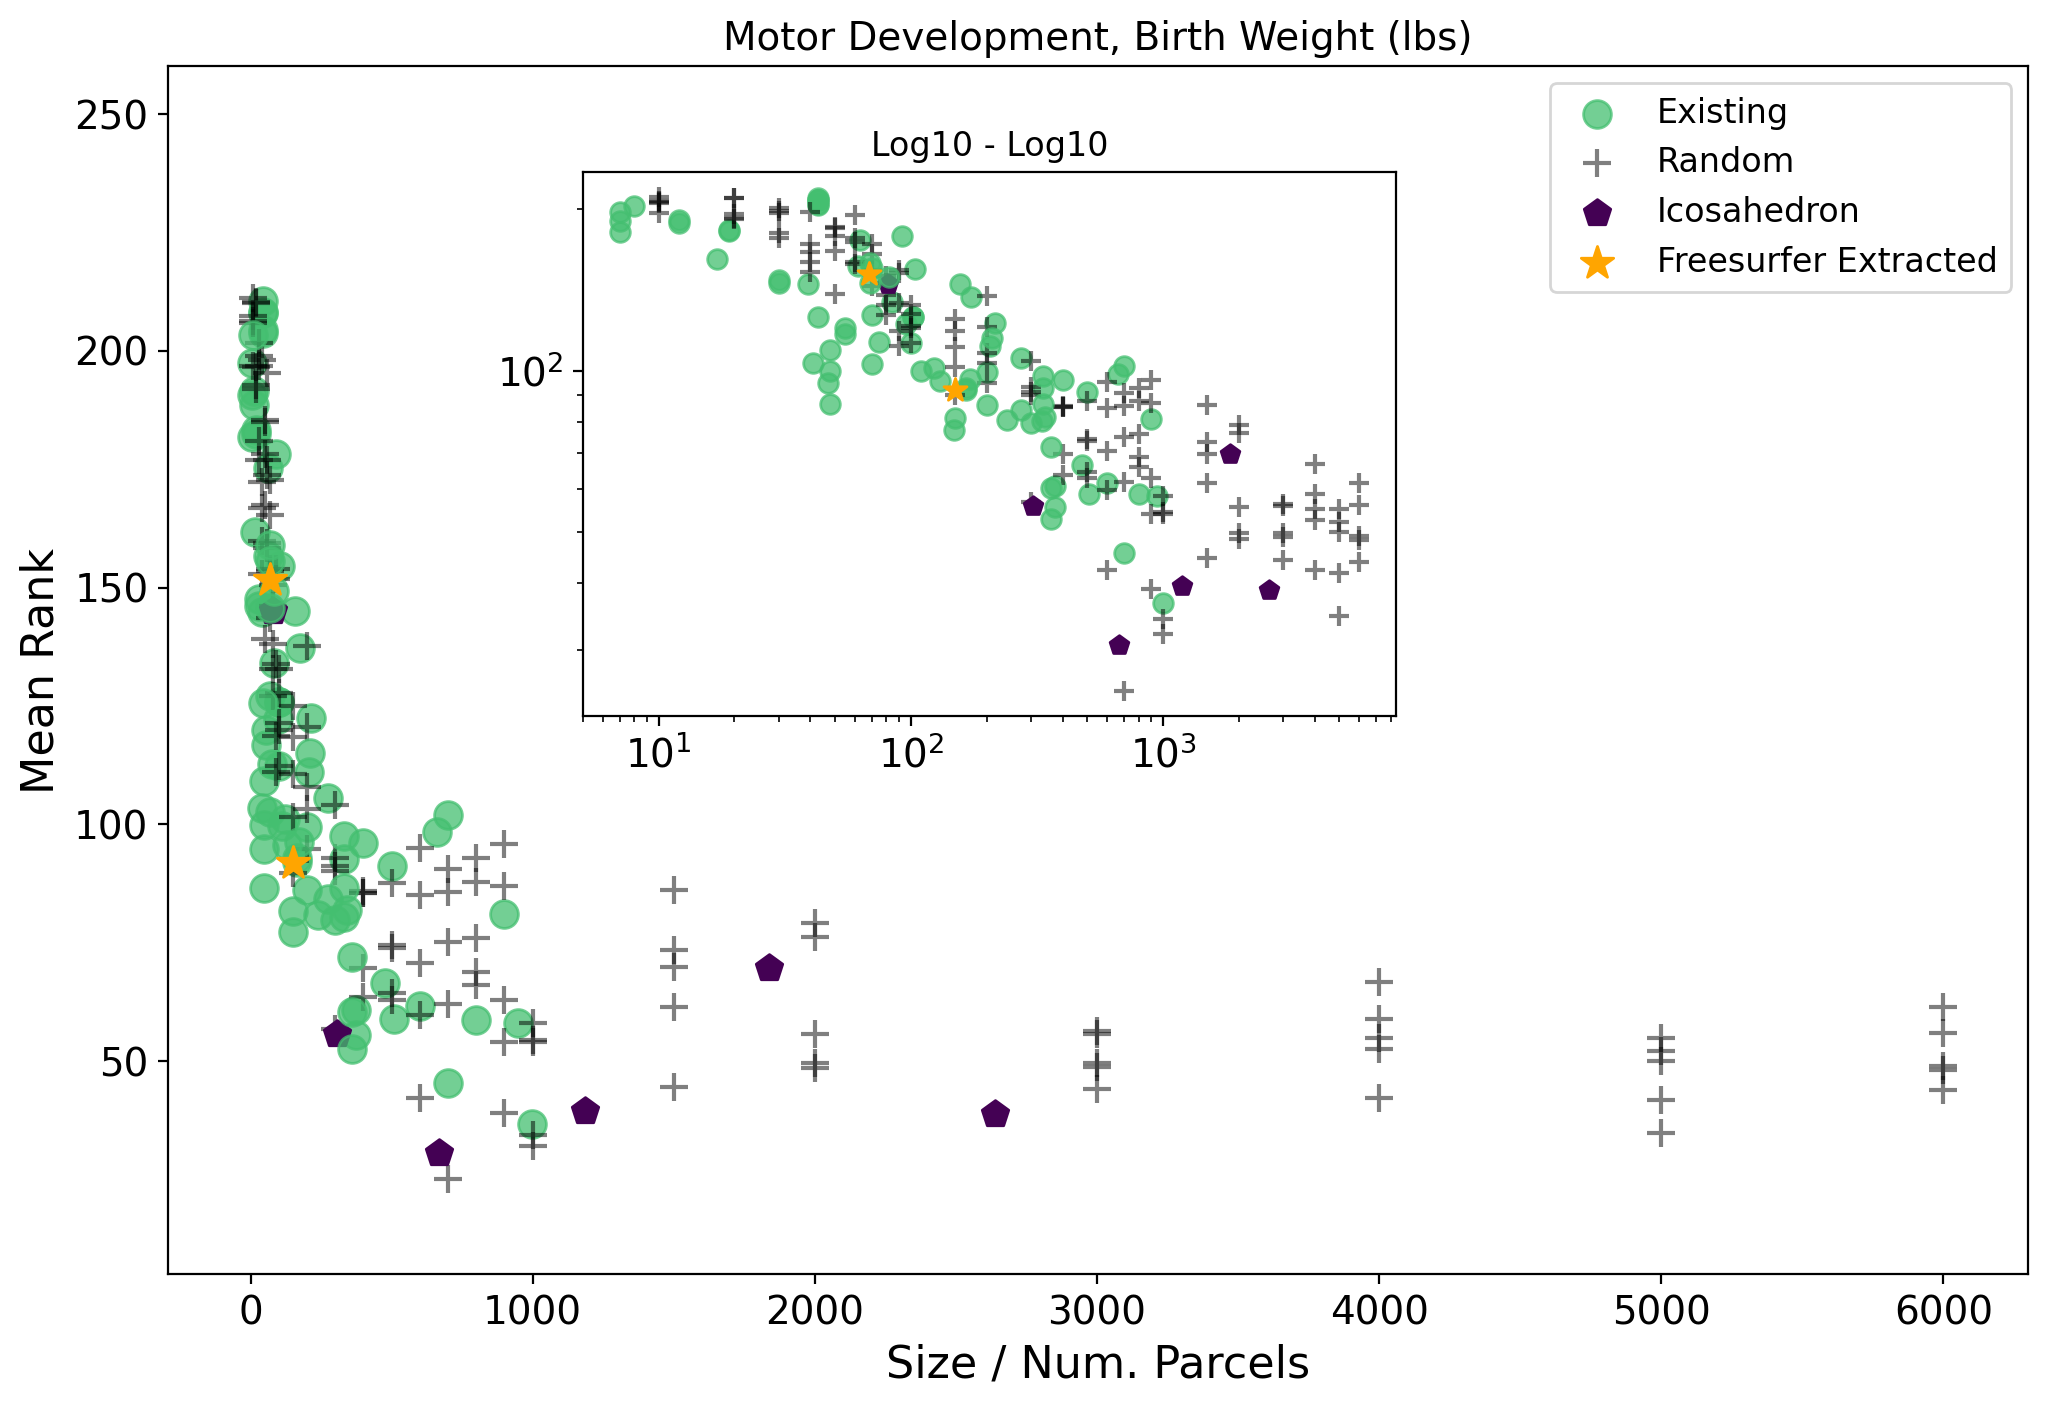 Motor Development, Birth Weight (lbs)
250
200
150
100
50
Mean Rank
Existing
Random
Icosahedron
Freesurfer Extracted
Log10 - Log10
10²
10¹ 10² 10³
0 1000 2000 3000 4000 5000 6000
Size / Num. Parcels